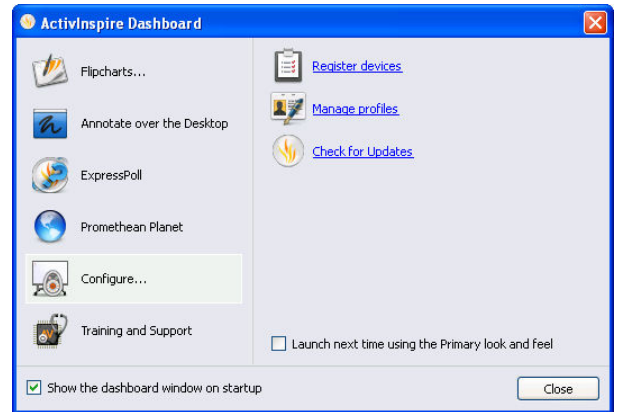 ActivInspire Dashboard
Flipcharts...
Annotate over the Desktop
ExpressPoll
Promethean Planet
Configure...
Training and Support
Register devices
Manage profiles
Check for Updates
Launch next time using the Primary look and feel
Show the dashboard window on startup
Close